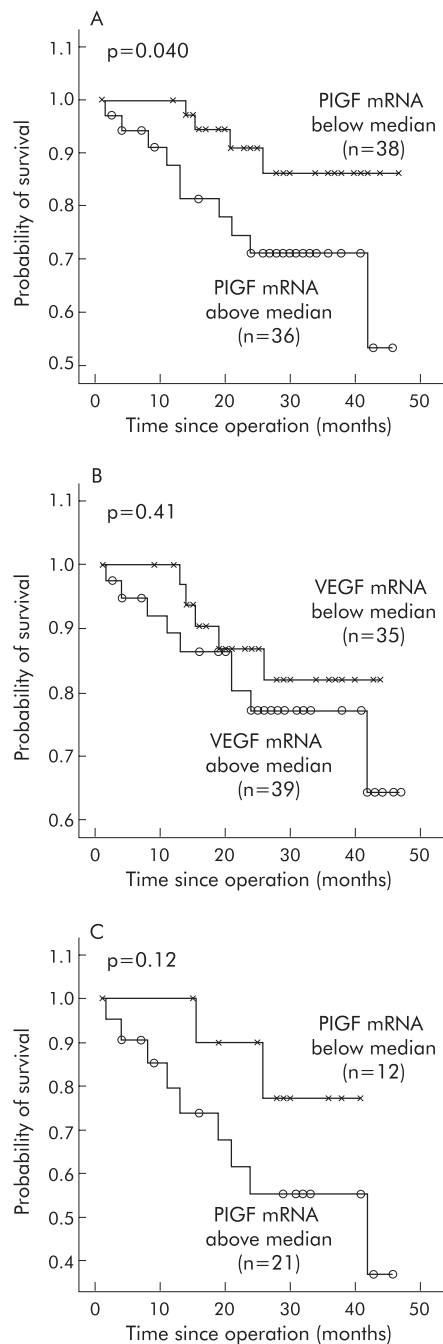 A
p=0.040
1.1
1.0
0.9
0.8
0.7
0.6
0.5
Probability of survival
PlGF mRNA
below median
(n=38)
PlGF mRNA
above median
(n=36)
0 10 20 30 40 50
Time since operation (months)
B
p=0.41
1.1
1.0
0.9
0.8
0.7
0.6
Probability of survival
VEGF mRNA
below median
(n=35)
VEGF mRNA
above median
(n=39)
0 10 20 30 40 50
Time since operation (months)
C
p=0.12
1.1
1.0
0.9
0.8
0.7
0.6
0.5
0.4
Probability of survival
PlGF mRNA
below median
(n=12)
PlGF mRNA
above median
(n=21)
0 10 20 30 40 50
Time since operation (months)